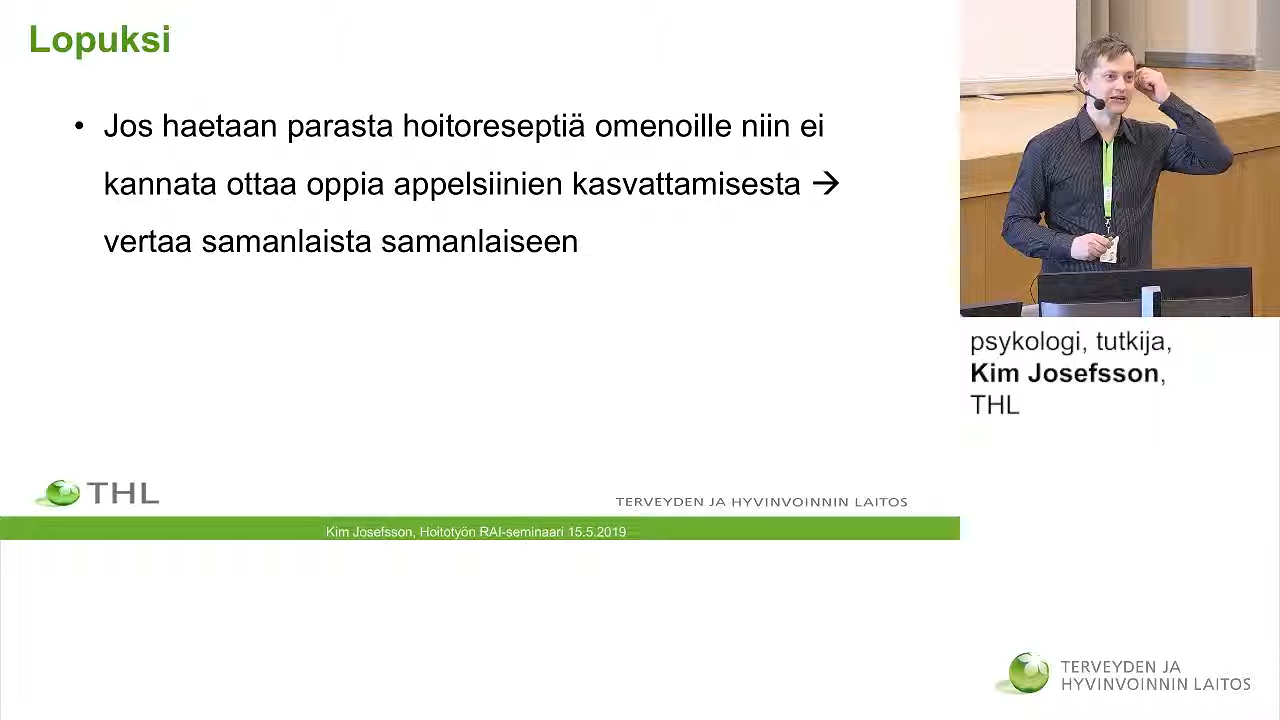 Lopuksi
• Jos haetaan parasta hoitoreseptiä omenoille niin ei
kannata ottaa oppia appelsiinien kasvattamisesta →
vertaa samanlaista samanlaiseen
psykologi, tutkija,
Kim Josefsson,
THL
THL
TERVEYDEN JA HYVINVOINNIN LAITOS
Kim Josefsson, Hoitotyön RAI-seminaari 15.5.2019
TERVEYDEN JA
HYVINVOINNIN LAITOS